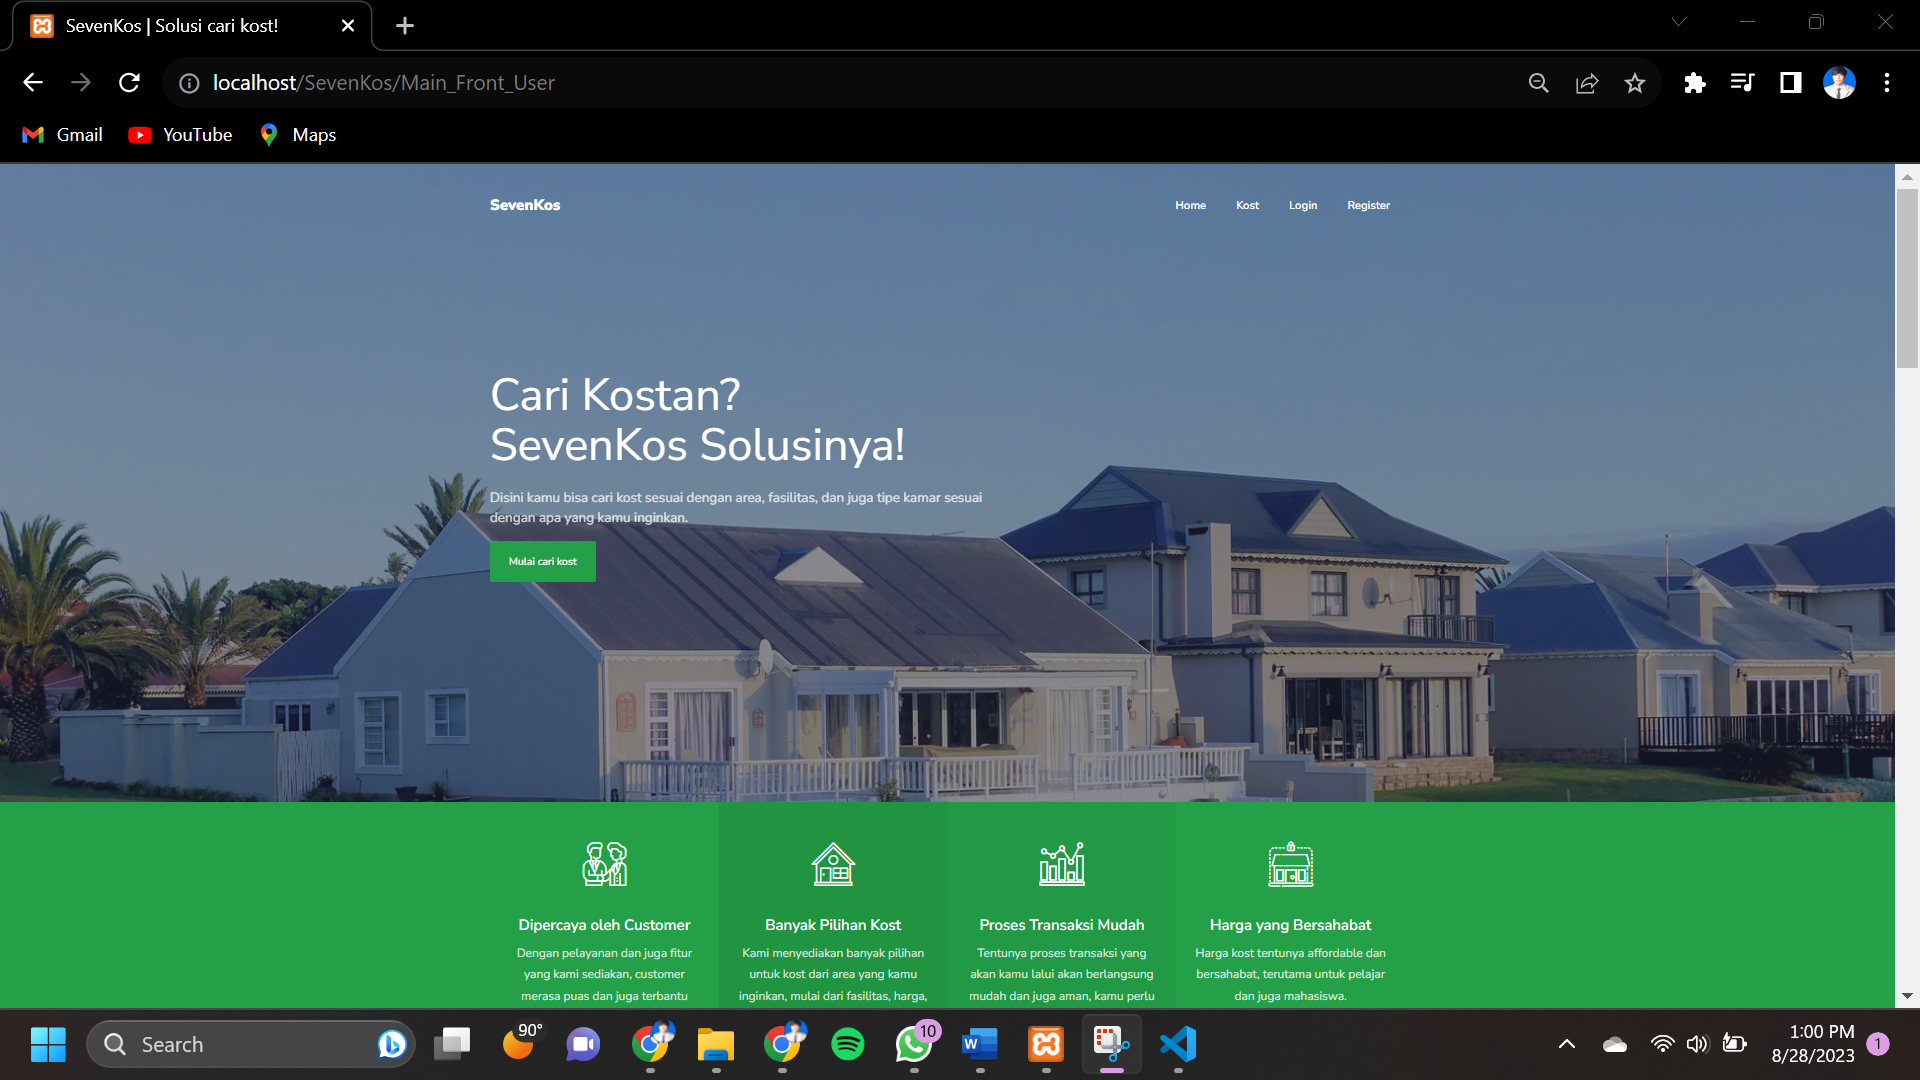 SevenKos | Solusi cari kost!
localhost/SevenKos/Main_Front_User
Gmail YouTube Maps
SevenKos Home Kost Login Register
Cari Kostan?
SevenKos Solusinya!
Disini kamu bisa cari kost sesuai dengan area, fasilitas, dan juga tipe kamar sesuai
dengan apa yang kamu inginkan.
Mulai cari kost
Dipercaya oleh Customer
Dengan pelayanan dan juga fitur
yang kami sediakan, customer
merasa puas dan juga terbantu
Banyak Pilihan Kost
Kami menyediakan banyak pilihan
untuk kost dari area yang kamu
inginkan, mulai dari fasilitas, harga,
Proses Transaksi Mudah
Tentunya proses transaksi yang
akan kamu lalui akan berlangsung
mudah dan juga aman, kamu perlu
Harga yang Bersahabat
Harga kost tentunya affordable dan
bersahabat, terutama untuk pelajar
dan juga mahasiswa.
Search
90°
10
W
1:00 PM
8/28/2023
1